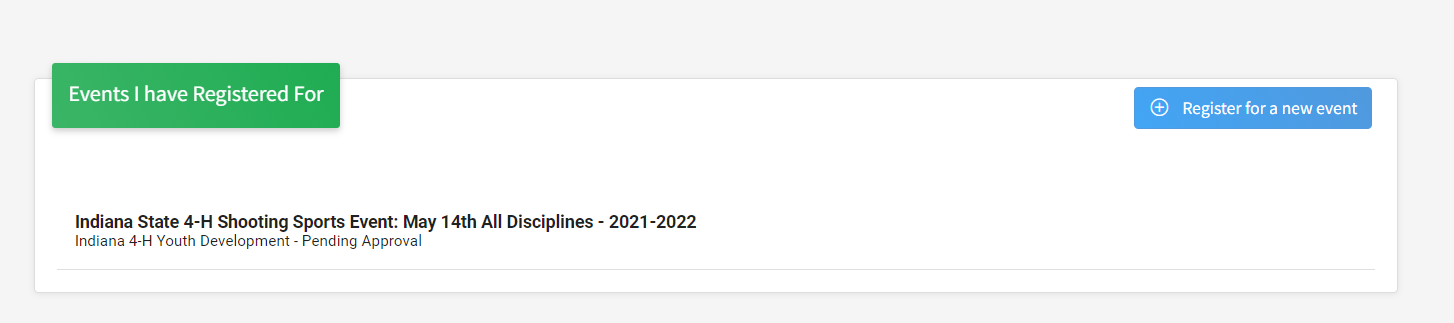 Events I have Registered For
Register for a new event
Indiana State 4-H Shooting Sports Event: May 14th All Disciplines - 2021-2022
Indiana 4-H Youth Development - Pending Approval